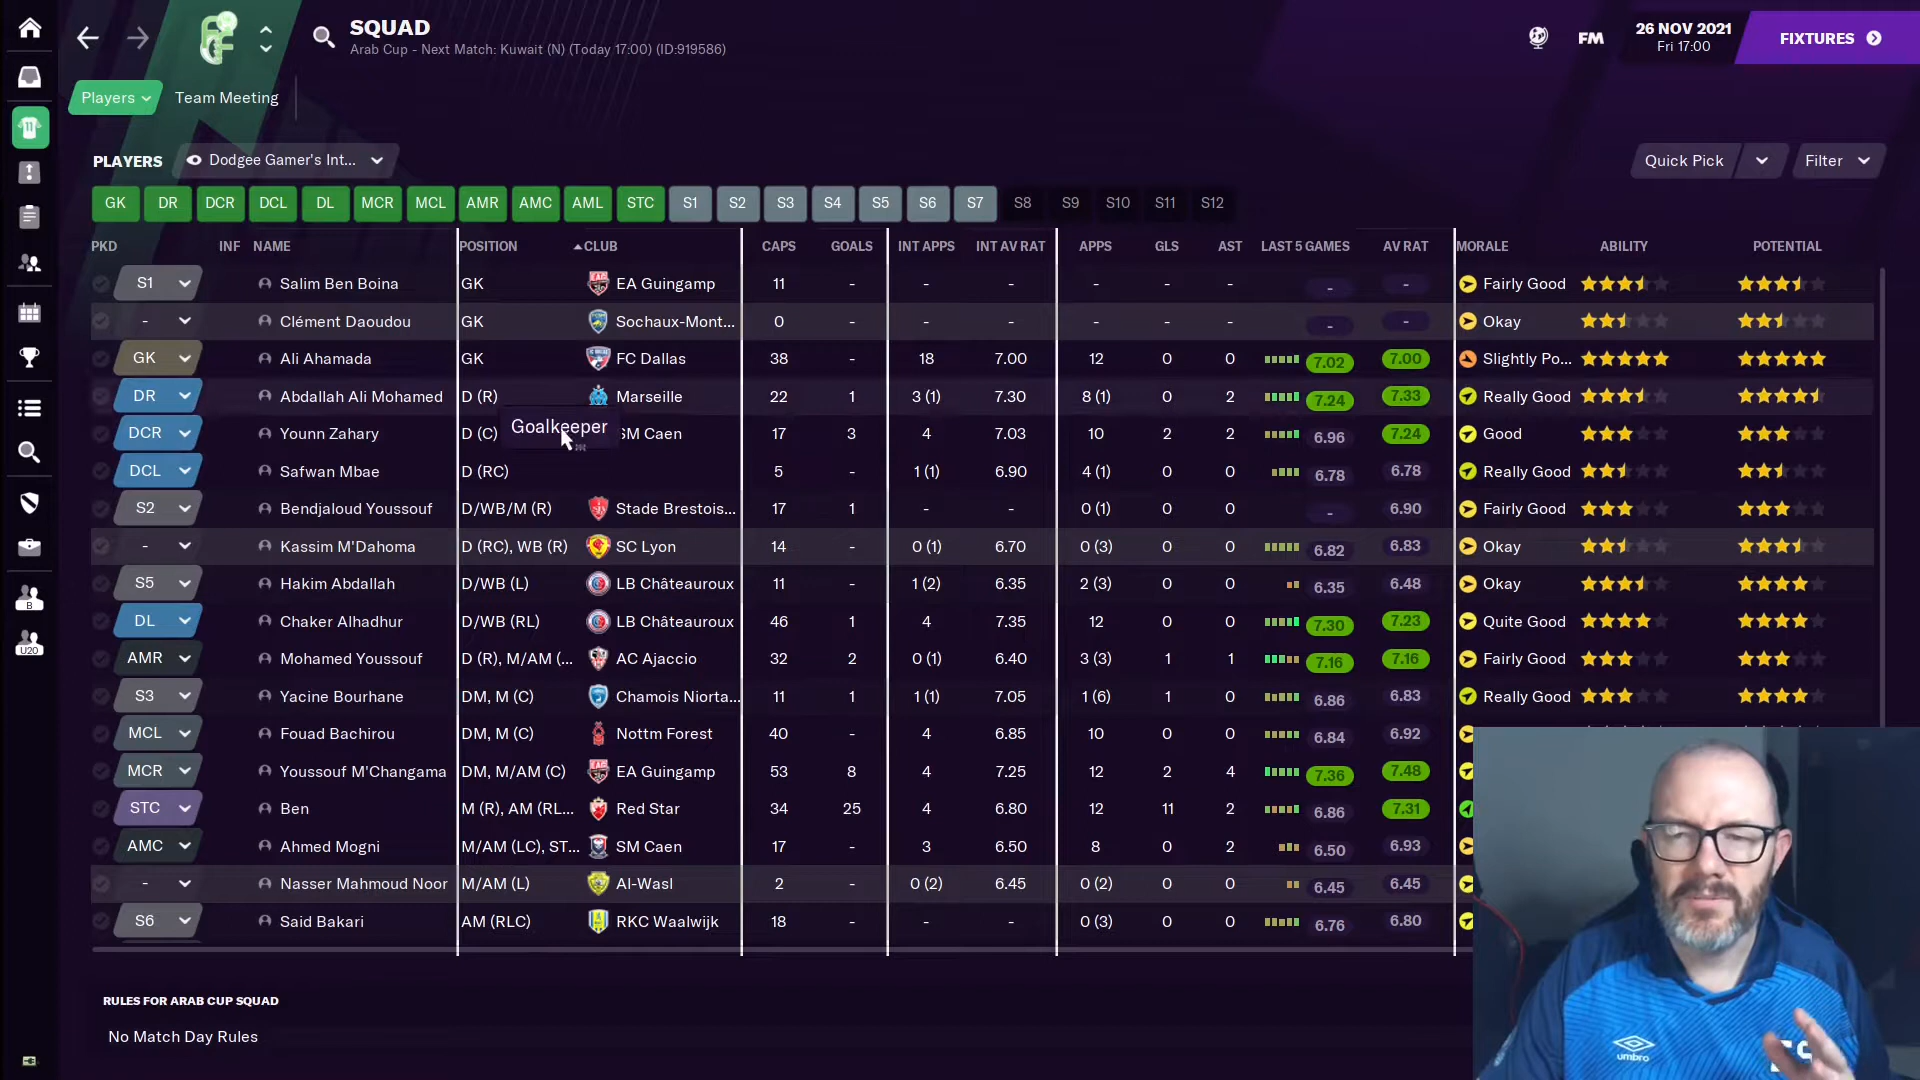 SQUAD
Arab Cup - Next Match: Kuwait (N) (Today 17:00) (ID:919586)
FM
26 NOV 2021
Fri 17:00
FIXTURES
Players
Team Meeting
PLAYERS
Dodgee Gamer's Int...
Quick Pick
Filter
GK DR DCR DCL DL MCR MCL AMR AMC AML STC S1 S2 S3 S4 S5 S6 S7 S8 S9 S10 S11 S12
PKD INF NAME POSITION CLUB CAPS GOALS INT APPS INT AV RAT APPS GLS AST LAST 5 GAMES AV RAT MORALE ABILITY POTENTIAL
S1 Salim Ben Boina GK EA Guingamp 11 - - - - - - - - Fairly Good
- Clément Daoudou GK Sochaux-Mont... 0 - - - - - - - - Okay
GK Ali Ahamada GK FC Dallas 38 - 18 7.00 12 0 0 7.02 7.00 Slightly Po...
DR Abdallah Ali Mohamed D (R) Marseille 22 1 3 (1) 7.30 8 (1) 0 2 7.24 7.33 Really Good
DCR Younn Zahary D (C) SM Caen 17 3 4 7.03 10 2 2 6.96 7.24 Good
Goalkeeper
DCL Safwan Mbae D (RC) 5 - 1 (1) 6.90 4 (1) 0 0 6.78 6.78 Really Good
S2 Bendjaloud Youssouf D/WB/M (R) Stade Brestois... 17 1 - - 0 (1) 0 0 - 6.90 Fairly Good
- Kassim M'Dahoma D (RC), WB (R) SC Lyon 14 - 0 (1) 6.70 0 (3) 0 0 6.82 6.83 Okay
S5 Hakim Abdallah D/WB (L) LB Châteauroux 11 - 1 (2) 6.35 2 (3) 0 0 6.35 6.48 Okay
DL Chaker Alhadhur D/WB (RL) LB Châteauroux 46 1 4 7.35 12 0 0 7.30 7.23 Quite Good
AMR Mohamed Youssouf D (R), M/AM (... AC Ajaccio 32 2 0 (1) 6.40 3 (3) 1 1 7.16 7.16 Fairly Good
S3 Yacine Bourhane DM, M (C) Chamois Niorta... 11 1 1 (1) 7.05 1 (6) 1 0 6.86 6.83 Really Good
MCL Fouad Bachirou DM, M (C) Nottm Forest 40 - 4 6.85 10 0 0 6.84 6.92
MCR Youssouf M'Changama DM, M/AM (C) EA Guingamp 53 8 4 7.25 12 2 4 7.36 7.48
STC Ben M (R), AM (RL... Red Star 34 25 4 6.80 12 11 2 6.86 7.31
AMC Ahmed Mogni M/AM (LC), ST... SM Caen 17 - 3 6.50 8 0 2 6.50 6.93
- Nasser Mahmoud Noor M/AM (L) Al-Wasl 2 - 0 (2) 6.45 0 (2) 0 0 6.45 6.45
S6 Said Bakari AM (RLC) RKC Waalwijk 18 - - - 0 (3) 0 0 6.76 6.80
RULES FOR ARAB CUP SQUAD
No Match Day Rules
B
U20
umbro